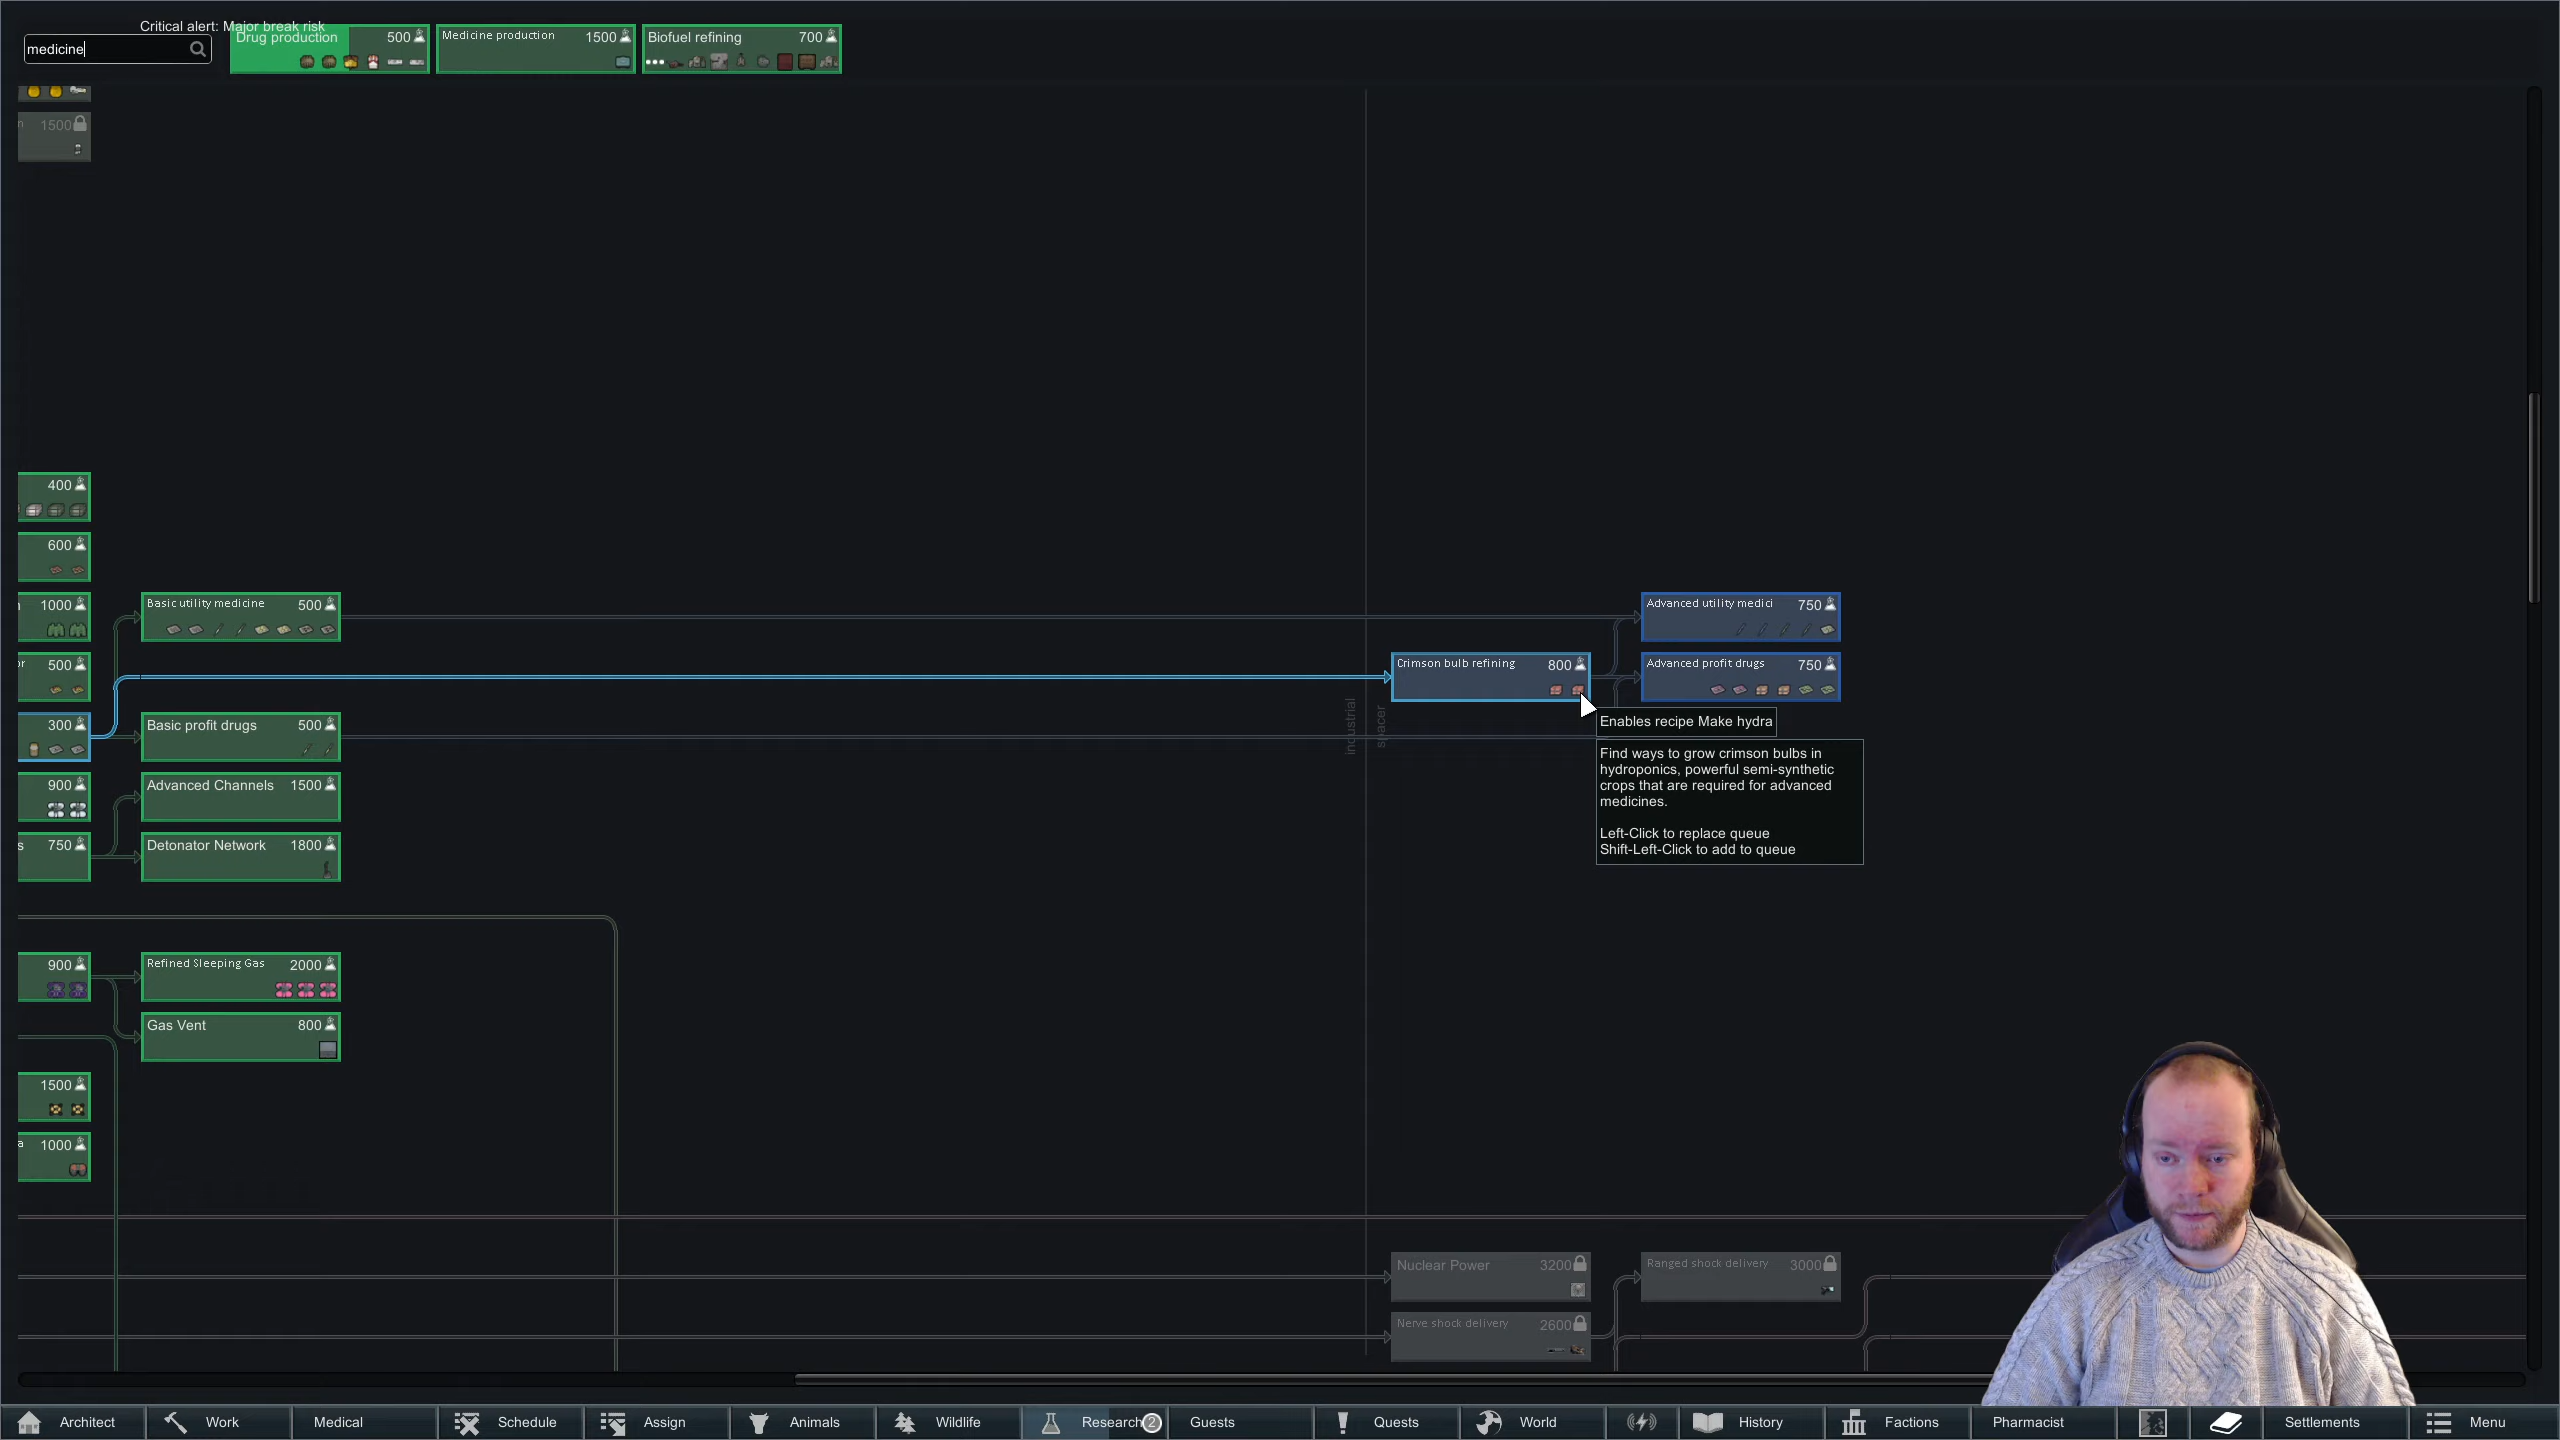 Critical alert: Major break risk
medicine
Drug production 500
Medicine production 1500
Biofuel refining 700
n 1500
400
600
1000
Basic utility medicine 500
Advanced utility medici 750
or 500
Crimson bulb refining 800
Advanced profit drugs 750
300
Basic profit drugs 500
industrial
spacer
Enables recipe Make hydra
Find ways to grow crimson bulbs in
hydroponics, powerful semi-synthetic
crops that are required for advanced
medicines.
Left-Click to replace queue
Shift-Left-Click to add to queue
900
Advanced Channels 1500
s 750
Detonator Network 1800
900
Refined Sleeping Gas 2000
Gas Vent 800
1500
a 1000
Nuclear Power 3200
Ranged shock delivery 3000
Nerve shock delivery 2600
Architect
Work
Medical
Schedule
Assign
Animals
Wildlife
Research 2
Guests
Quests
World
History
Factions
Pharmacist
Settlements
Menu